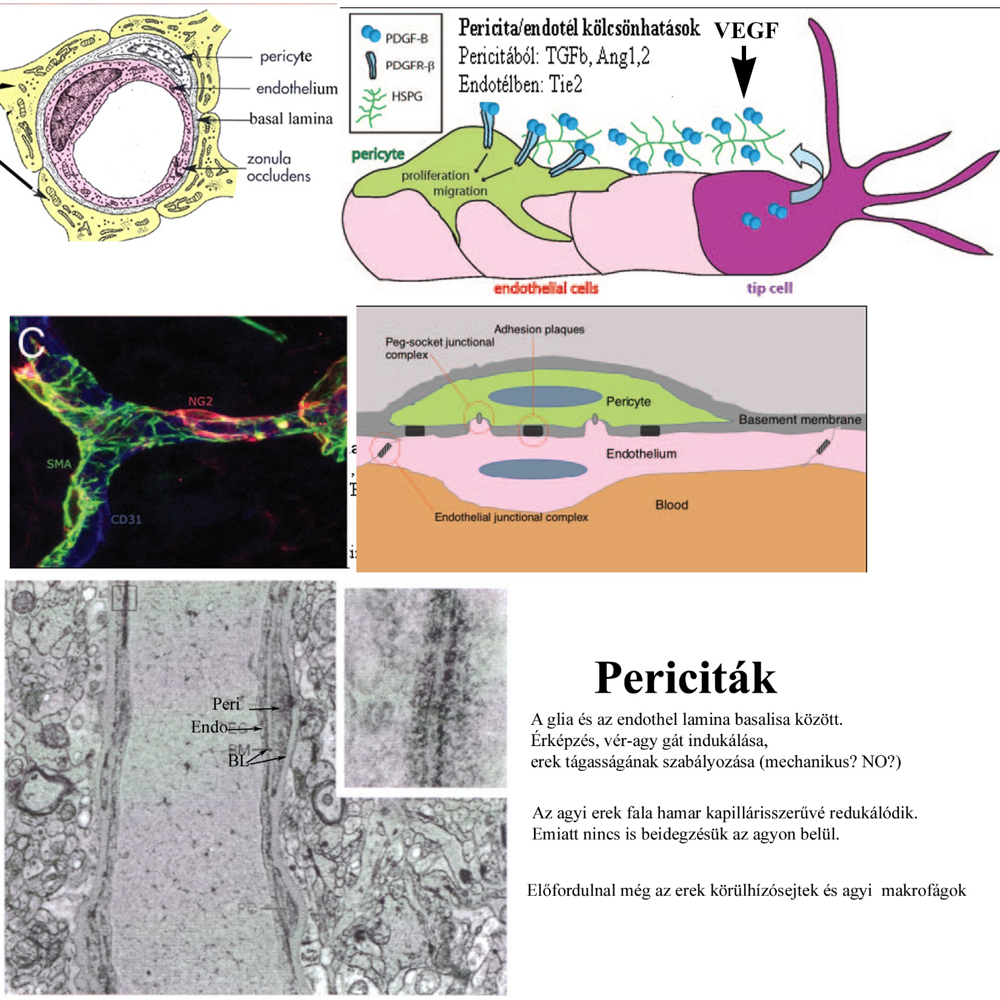 pericyte
endothelium
basal lamina
zonula
occludens
PDGF-B
PDGFR-β
HSPG
Pericita/endotél kölcsönhatások
Pericitából: TGFb, Ang1,2
Endotélben: Tie2
VEGF
pericyte
proliferation
migration
endothelial cells
tip cell
C
NG2
SMA
CD31
Adhesion plaques
Peg-socket junctional
complex
Pericyte
Basement membrane
Endothelium
Blood
Endothelial junctional complex
Peri
Endo
BM
BL
Periciták
A glia és az endothel lamina basalisa között.
Érképzés, vér-agy gát indukálása,
erek tágasságának szabályozása (mechanikus? NO?)
Az agyi erek fala hamar kapillárisszerűvé redukálódik.
Emiatt nincs is beidegzésük az agyon belül.
Előfordulnal még az erek körülhízósejtek és agyi makrofágok